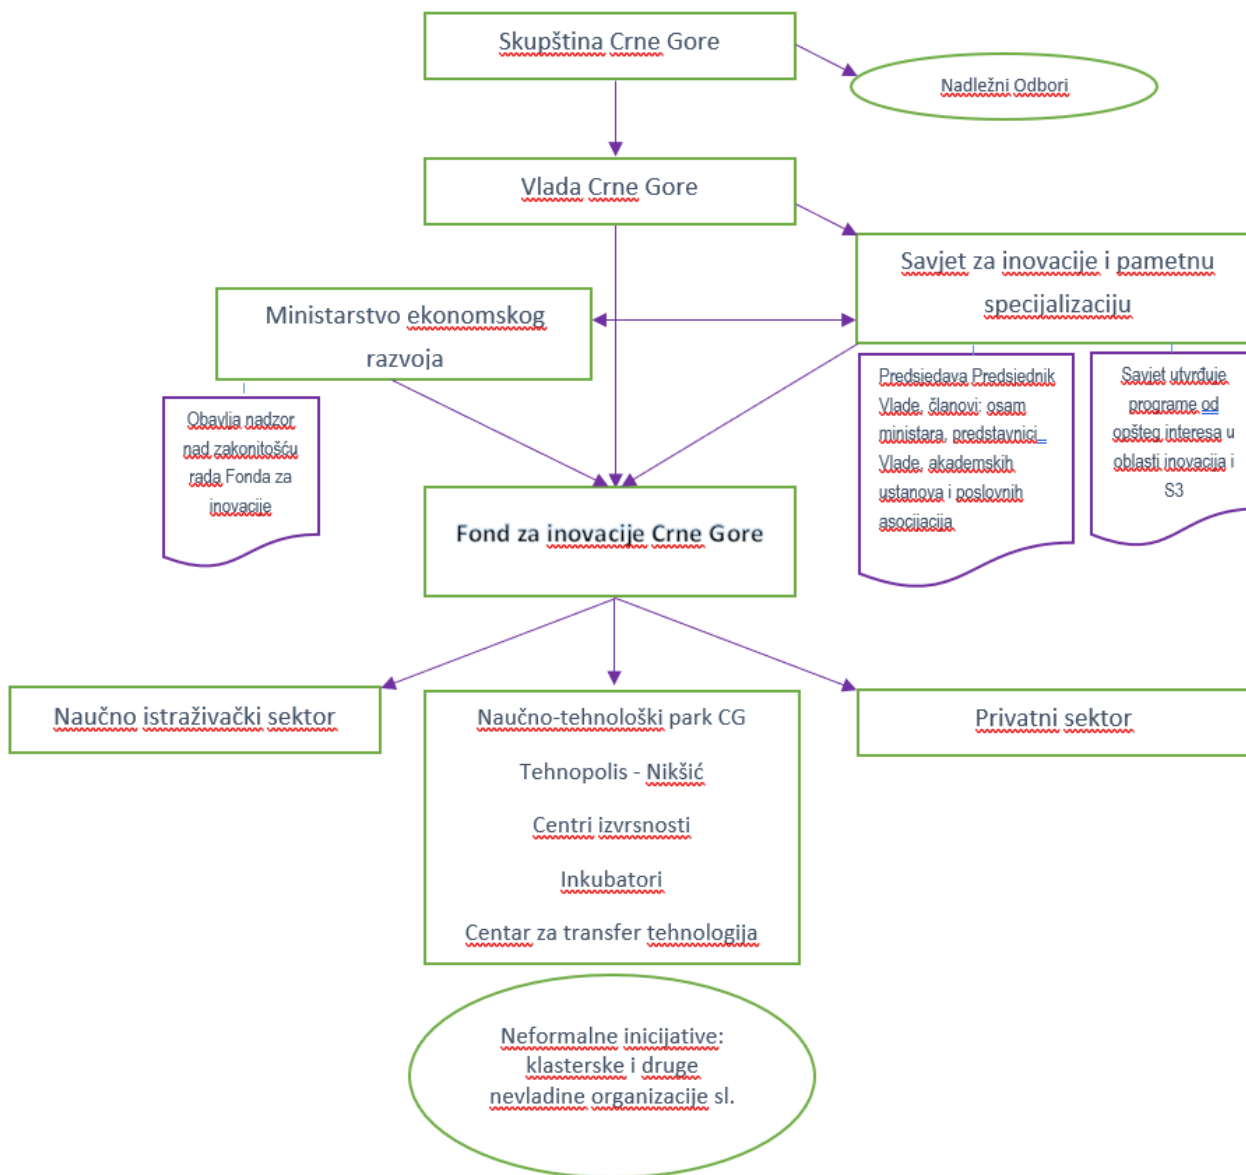 Skupština Crne Gore
Nadležni Odbori
Vlada Crne Gore
Savjet za inovacije i pametnu
specijalizaciju
Ministarstvo ekonomskog
razvoja
Predsjedava Predsjednik
Vlade, članovi: osam
ministara, predstavnici
Vlade, akademskih
ustanova i poslovnih
asocijacija
Savjet utvrđuje
programe od
opšteg interesa u
oblasti inovacija i
S3
Obavlja nadzor
nad zakonitošću
rada Fonda za
inovacije
Fond za inovacije Crne Gore
Naučno istraživački sektor
Naučno-tehnološki park CG
Tehnopolis - Nikšić
Centri izvrsnosti
Inkubatori
Centar za transfer tehnologija
Privatni sektor
Neformalne inicijative:
klasterske i druge
nevladine organizacije sl.